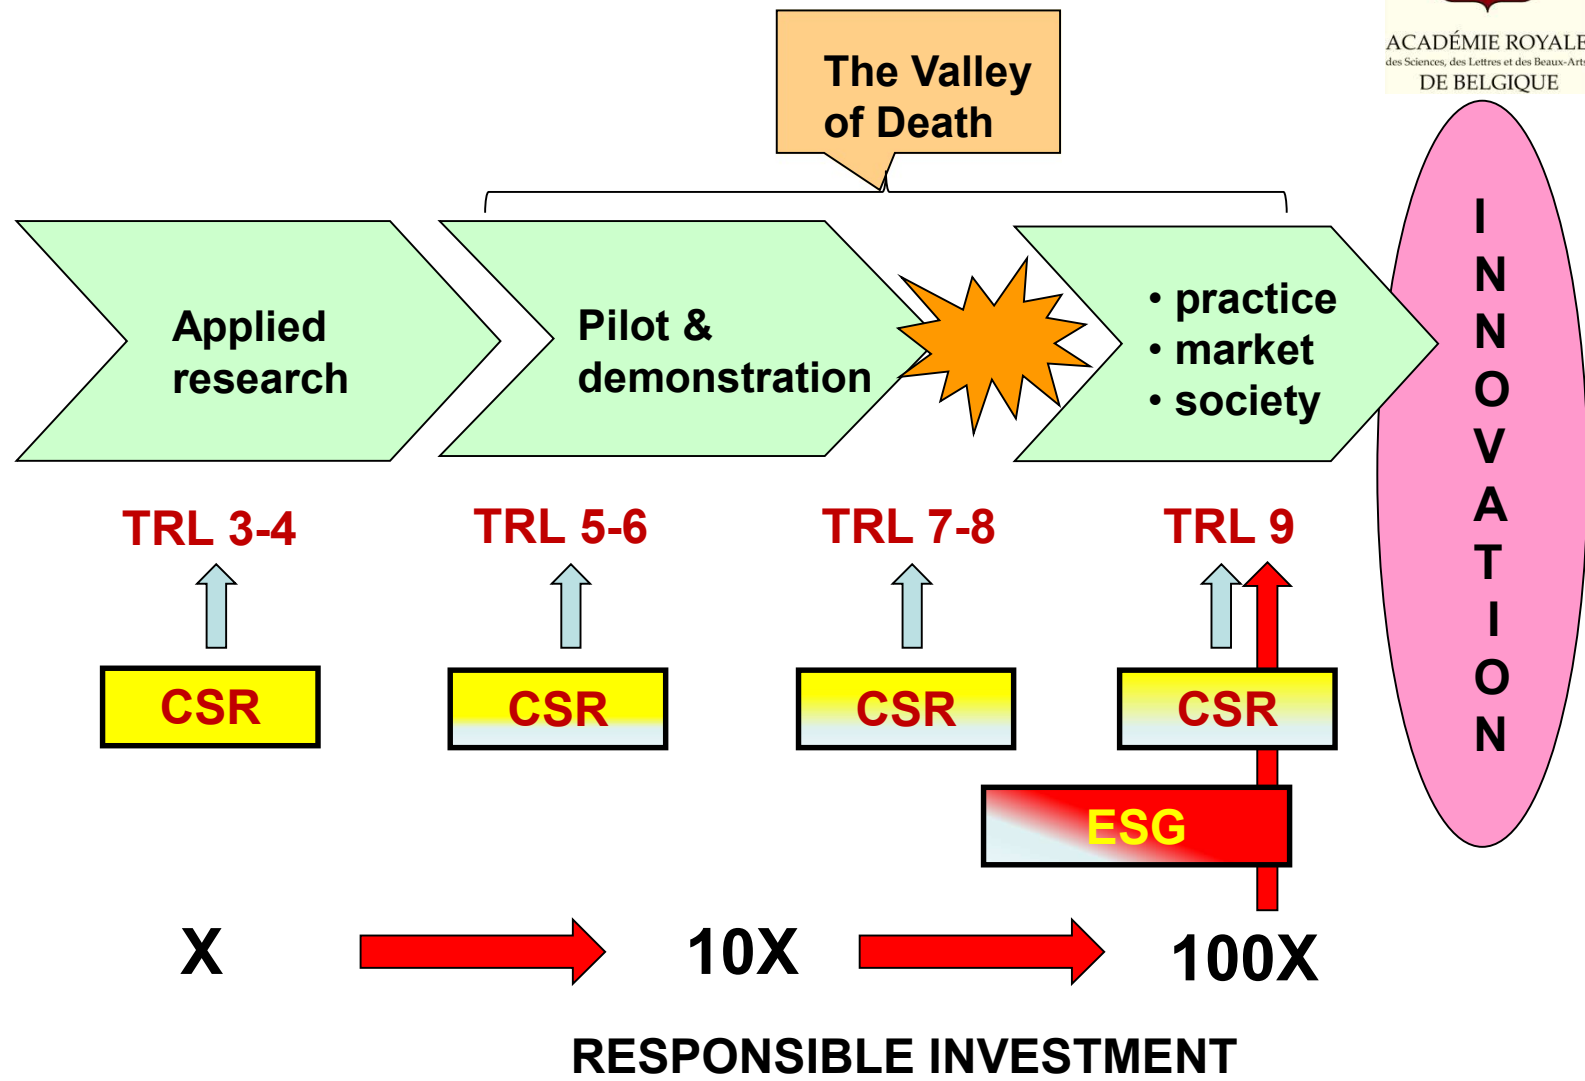 ACADÉMIE ROYALE
des Sciences, des Lettres et des Beaux-Arts
DE BELGIQUE
The Valley
of Death
Applied
research
Pilot &
demonstration
• practice
• market
• society
I
N
N
O
V
A
T
I
O
N
TRL 3-4
TRL 5-6
TRL 7-8
TRL 9
CSR
CSR
CSR
CSR
ESG
X
10X
100X
RESPONSIBLE INVESTMENT